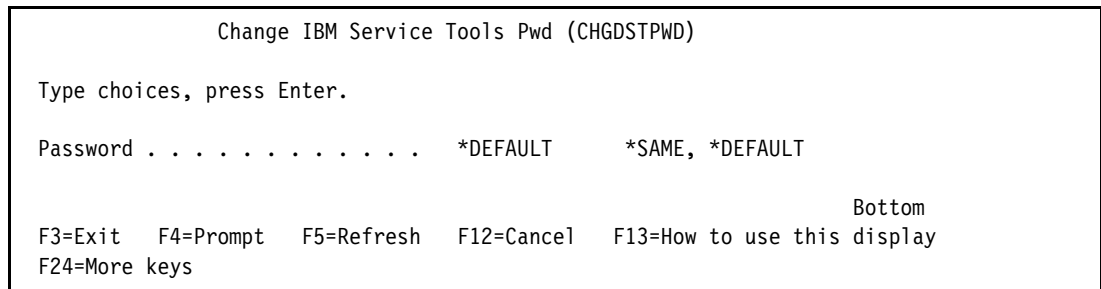 Change IBM Service Tools Pwd (CHGDSTPWD)
Type choices, press Enter.
Password . . . . . . . . . . . . . *DEFAULT *SAME, *DEFAULT
Bottom
F3=Exit F4=Prompt F5=Refresh F12=Cancel F13=How to use this display
F24=More keys